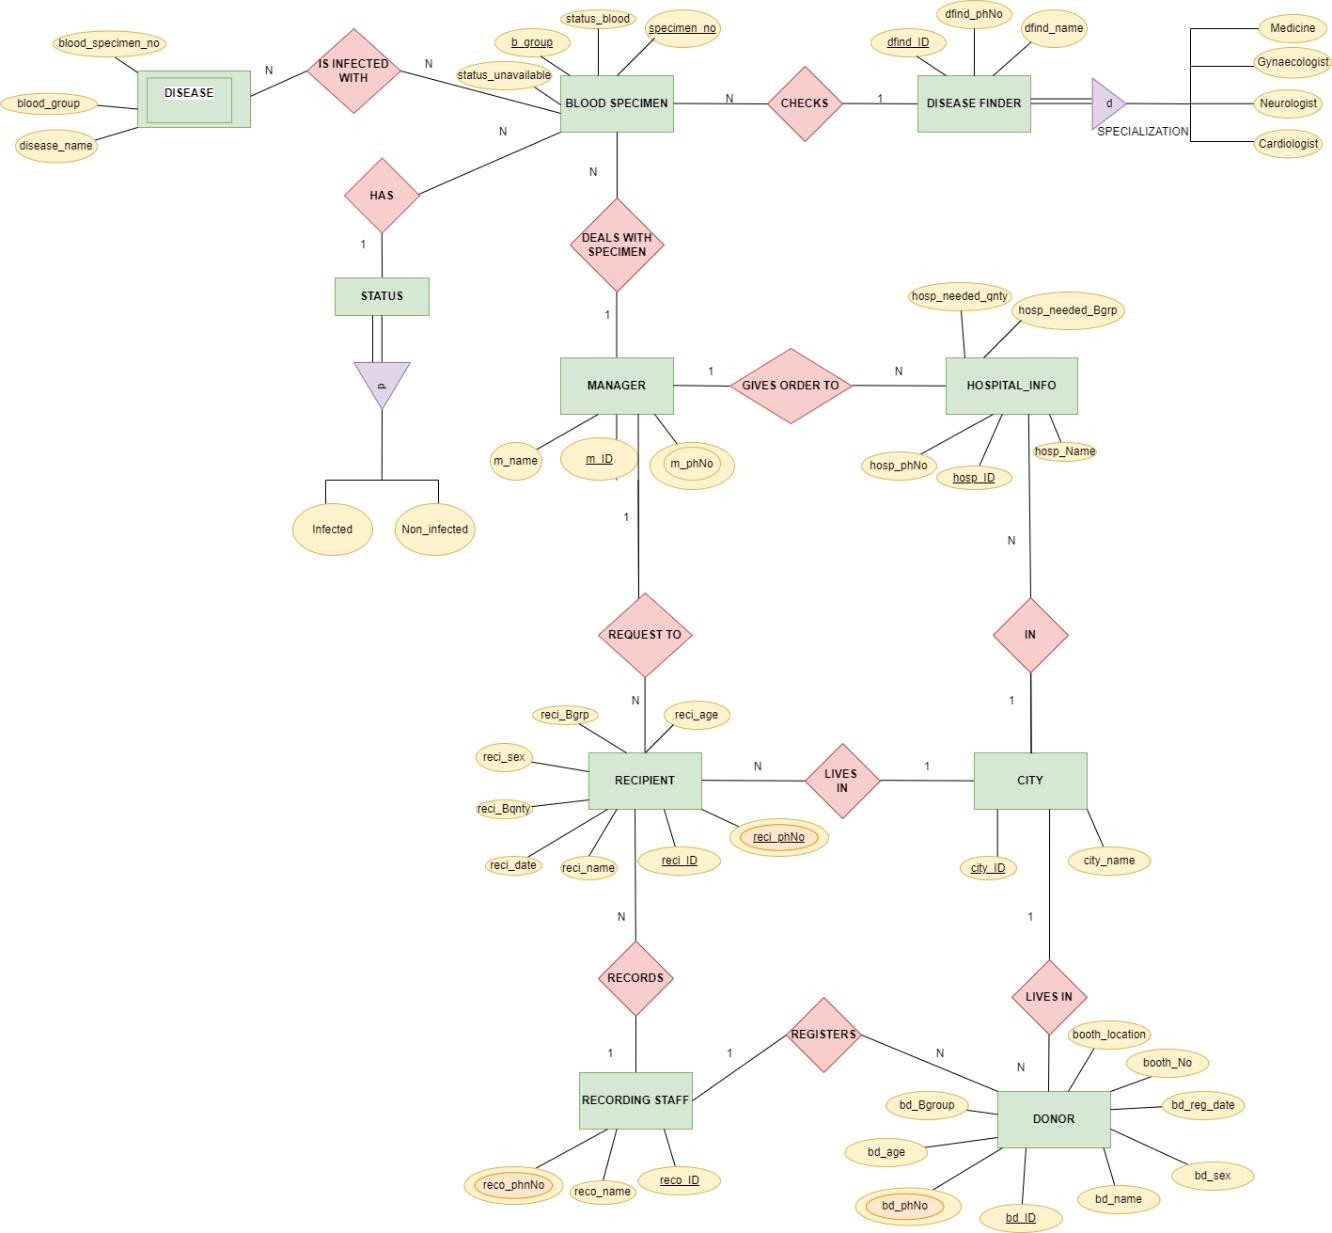 status_blood
dfind_phNo
blood_specimen_no
b_group
specimen_no
dfind_ID
dfind_name
Medicine
IS INFECTED
WITH
N
N
status_unavailable
Gynaecologist
DISEASE
BLOOD SPECIMEN
N
CHECKS
1
DISEASE FINDER
d
Neurologist
blood_group
SPECIALIZATION
Cardiologist
disease_name
N
HAS
N
DEALS WITH
SPECIMEN
1
STATUS
1
hosp_needed_qnty
hosp_needed_Bgrp
p
MANAGER
1
GIVES ORDER TO
N
HOSPITAL_INFO
m_name
m_ID
m_phNo
hosp_phNo
hosp_ID
hosp_Name
Infected
Non_infected
1
N
REQUEST TO
IN
N
1
reci_Bgrp
reci_age
reci_sex
RECIPIENT
N
LIVES
IN
1
CITY
reci_Bqnty
reci_phNo
reci_date
reci_name
reci_ID
city_ID
city_name
N
1
RECORDS
LIVES IN
REGISTERS
booth_location
1
1
N
N
booth_No
RECORDING STAFF
bd_Bgroup
DONOR
bd_reg_date
bd_age
reco_phnNo
reco_name
reco_ID
bd_sex
bd_phNo
bd_ID
bd_name